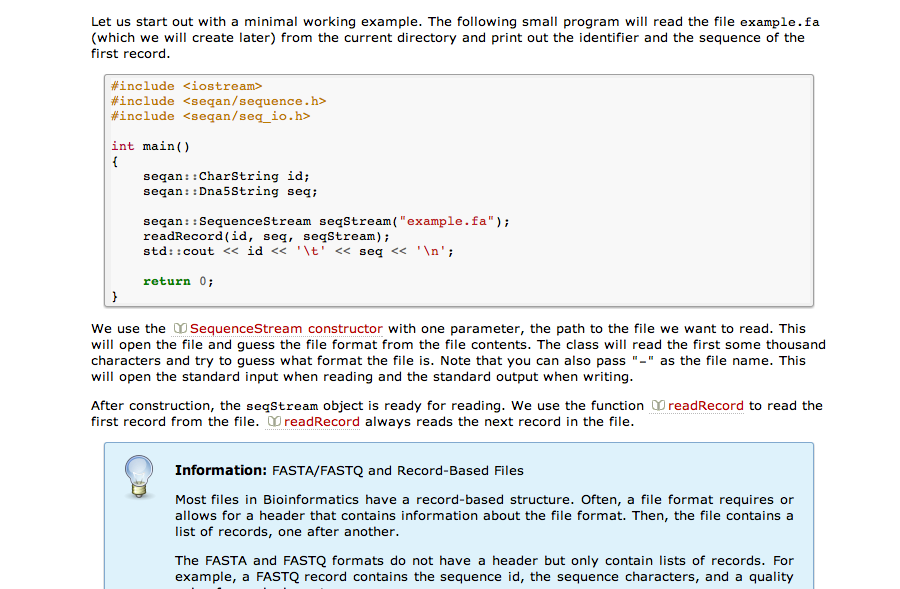 Let us start out with a minimal working example. The following small program will read the file example.fa
(which we will create later) from the current directory and print out the identifier and the sequence of the
first record.
#include <iostream>
#include <seqan/sequence.h>
#include <seqan/seq_io.h>
int main()
{
seqan::CharString id;
seqan::Dna5String seq;
seqan::SequenceStream seqStream("example.fa");
readRecord(id, seq, seqStream);
std::cout << id << '\t' << seq << '\n';
return 0;
}
We use the SequenceStream constructor with one parameter, the path to the file we want to read. This
will open the file and guess the file format from the file contents. The class will read the first some thousand
characters and try to guess what format the file is. Note that you can also pass "-" as the file name. This
will open the standard input when reading and the standard output when writing.
After construction, the seqStream object is ready for reading. We use the function readRecord to read the
first record from the file. readRecord always reads the next record in the file.
Information: FASTA/FASTQ and Record-Based Files
Most files in Bioinformatics have a record-based structure. Often, a file format requires or
allows for a header that contains information about the file format. Then, the file contains a
list of records, one after another.
The FASTA and FASTQ formats do not have a header but only contain lists of records. For
example, a FASTQ record contains the sequence id, the sequence characters, and a quality